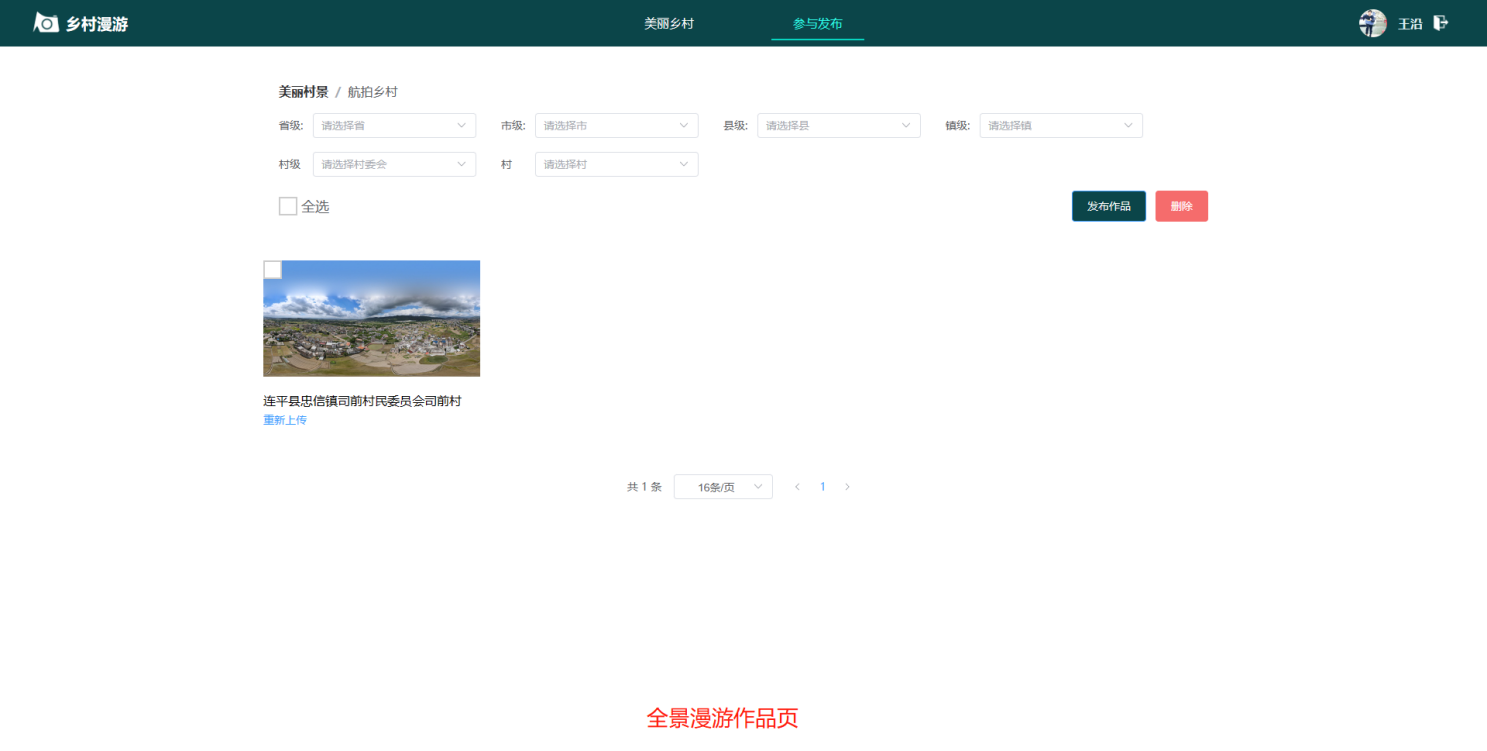 乡村漫游 美丽乡村 参与发布 王沿
美丽村景 / 航拍乡村
省级: 请选择省 市级: 请选择市 县级: 请选择县 镇级: 请选择镇
村级 请选择村委会 村 请选择村
全选 发布作品 删除
连平县忠信镇司前村民委员会司前村
重新上传
共 1 条 16条/页 1
全景漫游作品页